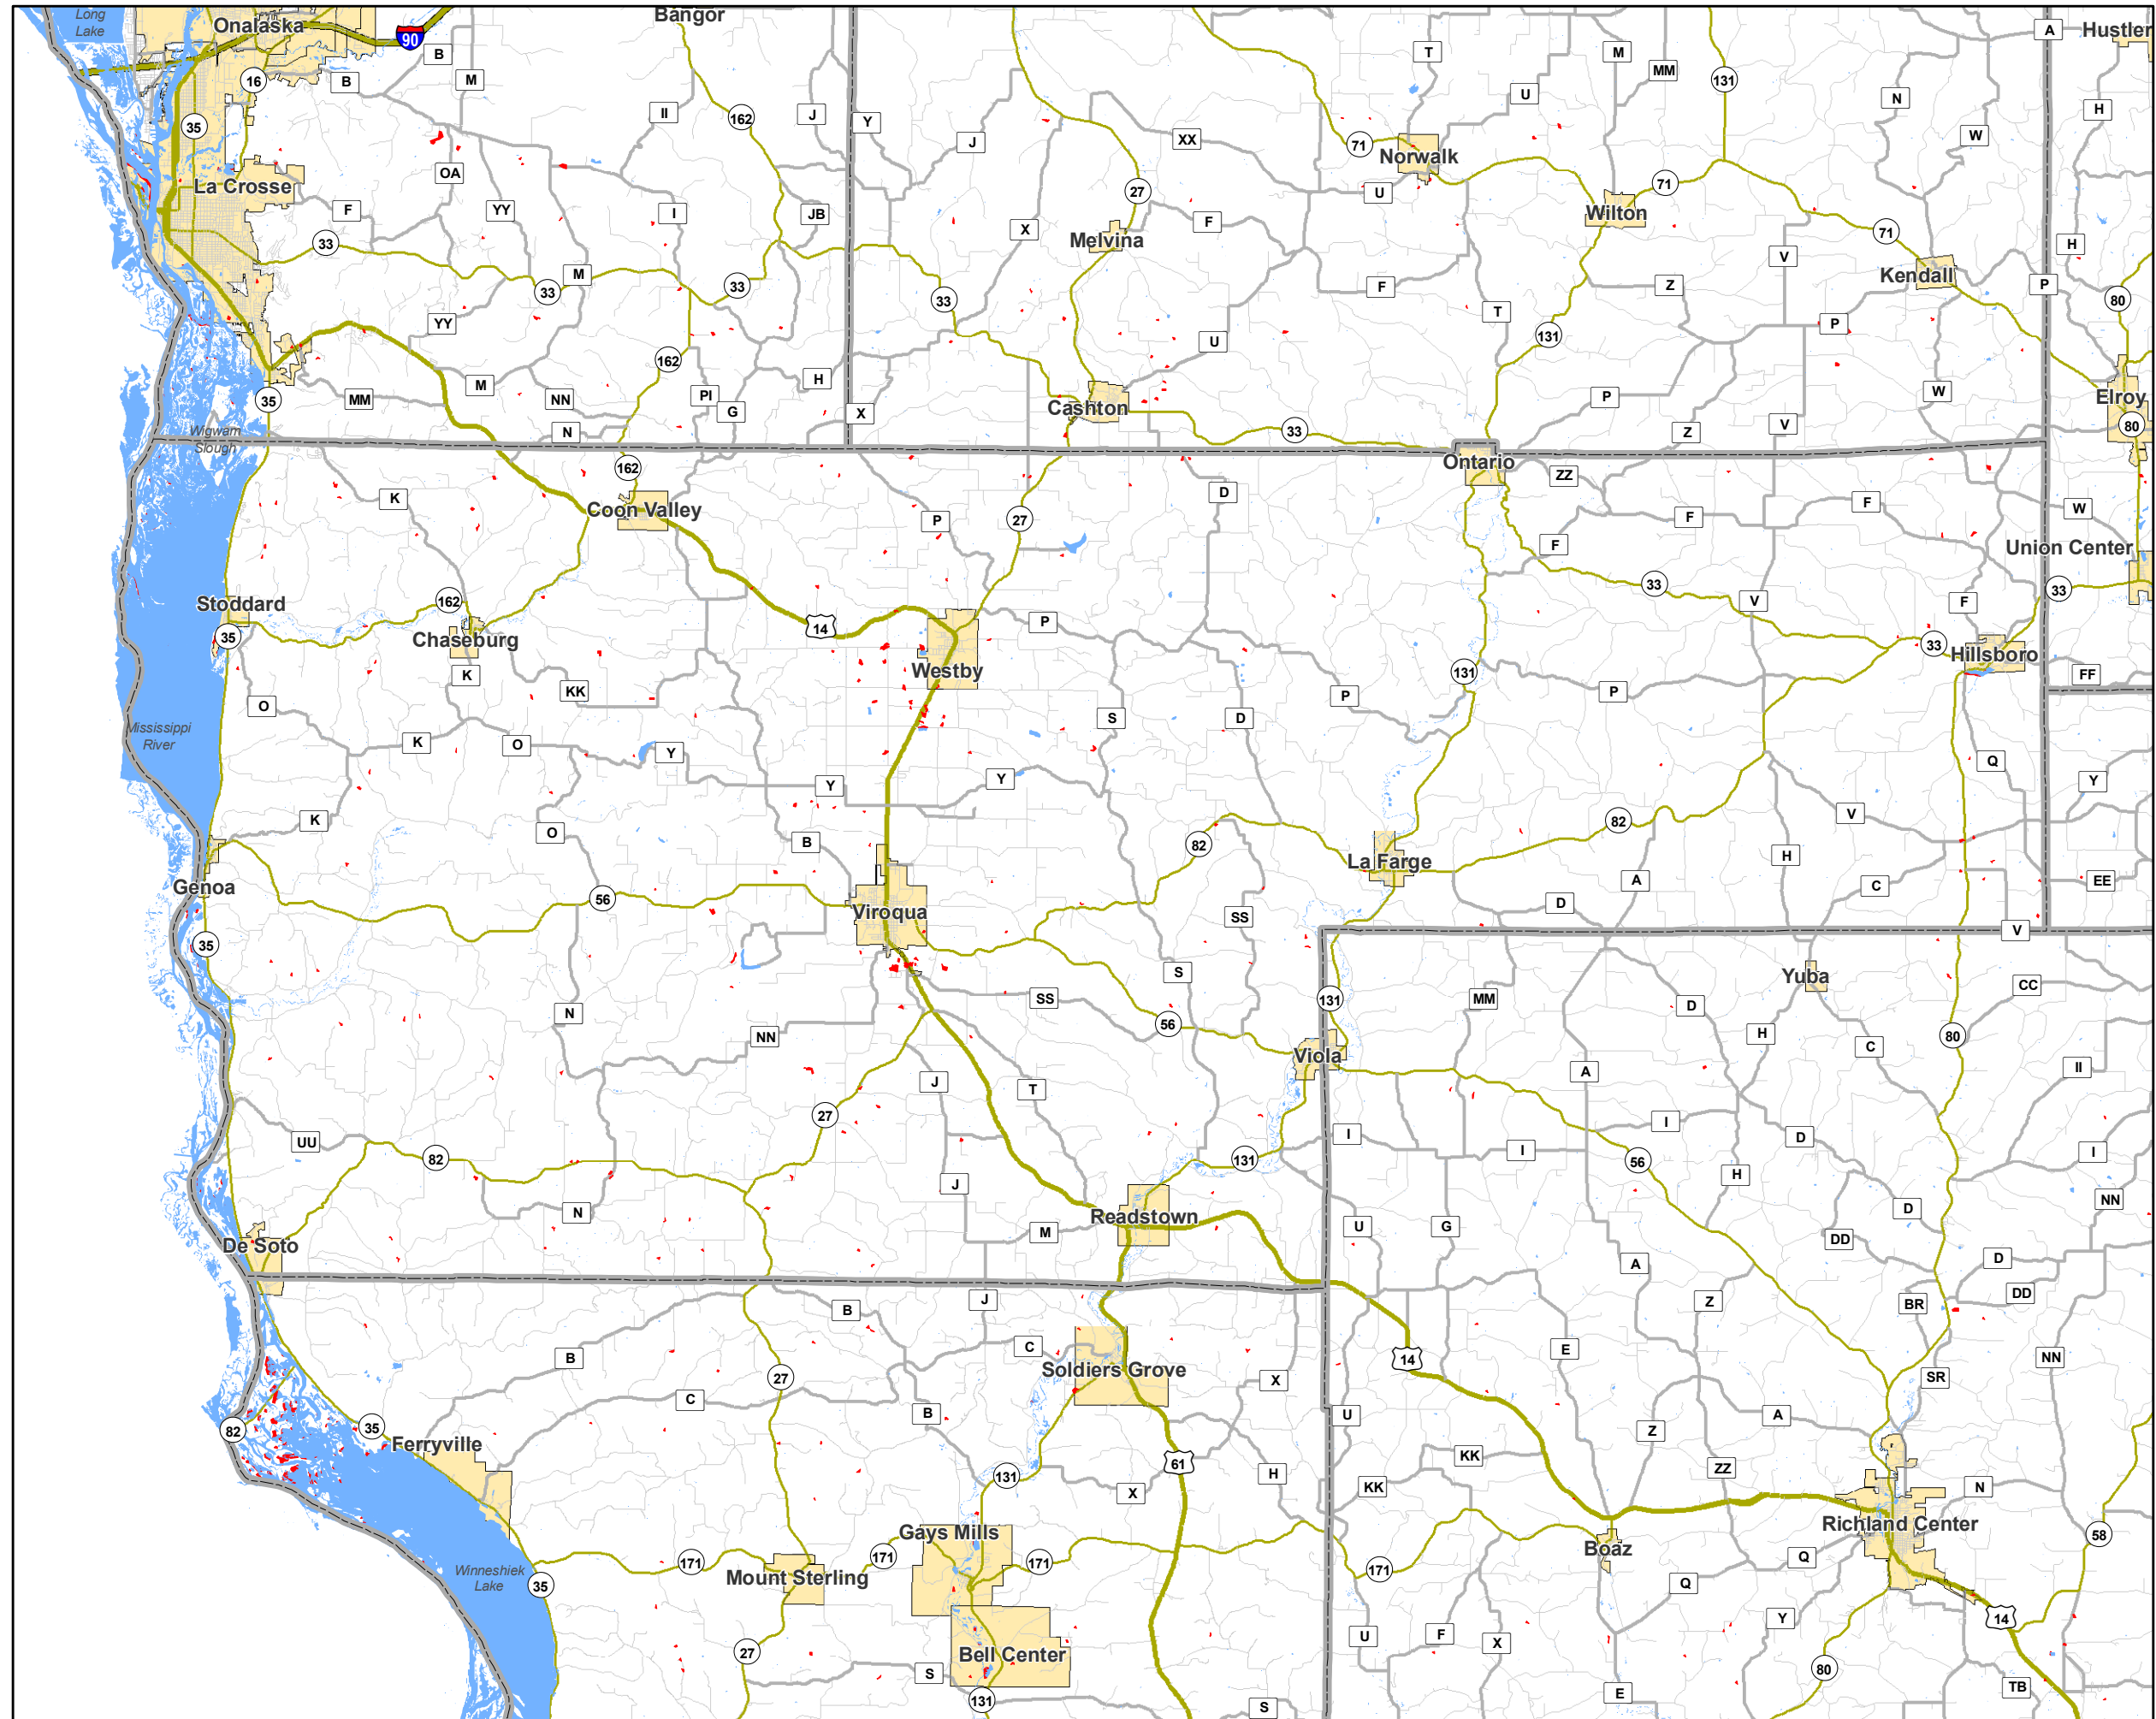 Long
Lake
Onalaska
90
Bangor
A
Hustler
B
T
M
MM
131
16
B
M
U
N
H
35
II
162
J
Y
J
XX
W
71
Norwalk
La Crosse
OA
U
71
27
Wilton
F
YY
I
JB
F
X
Melvina
71
H
33
V
Kendall
M
33
33
F
Z
P
33
80
T
YY
P
131
U
162
H
M
NN
PI
W
P
Elroy
35
MM
G
X
Cashton
V
80
Wigwam
Slough
N
33
Z
162
Ontario
ZZ
K
D
F
W
Coon Valley
P
27
F
F
Union Center
33
33
162
V
F
Stoddard
14
P
35
Chaseburg
33
Hillsboro
Westby
131
FF
K
KK
P
P
O
S
D
Mississippi
River
K
O
Y
Q
Y
Y
Y
V
K
82
O
B
82
H
La Farge
Genoa
A
C
EE
56
D
Viroqua
SS
V
35
S
Yuba
CC
SS
131
MM
D
N
56
H
80
NN
C
Viola
II
A
J
T
27
I
I
D
UU
I
I
82
131
56
H
J
NN
N
D
Readstown
U
G
M
DD
De Soto
D
A
DD
J
Z
BR
B
C
E
NN
B
14
Soldiers Grove
27
X
SR
C
B
U
A
35
82
Z
Ferryville
KK
61
ZZ
131
H
KK
N
X
Gays Mills
Richland Center
58
171
171
171
Boaz
Q
Winneshiek
Lake
171
Mount Sterling
35
Q
14
Y
U
F
X
27
Bell Center
80
S
TB
131
E
S